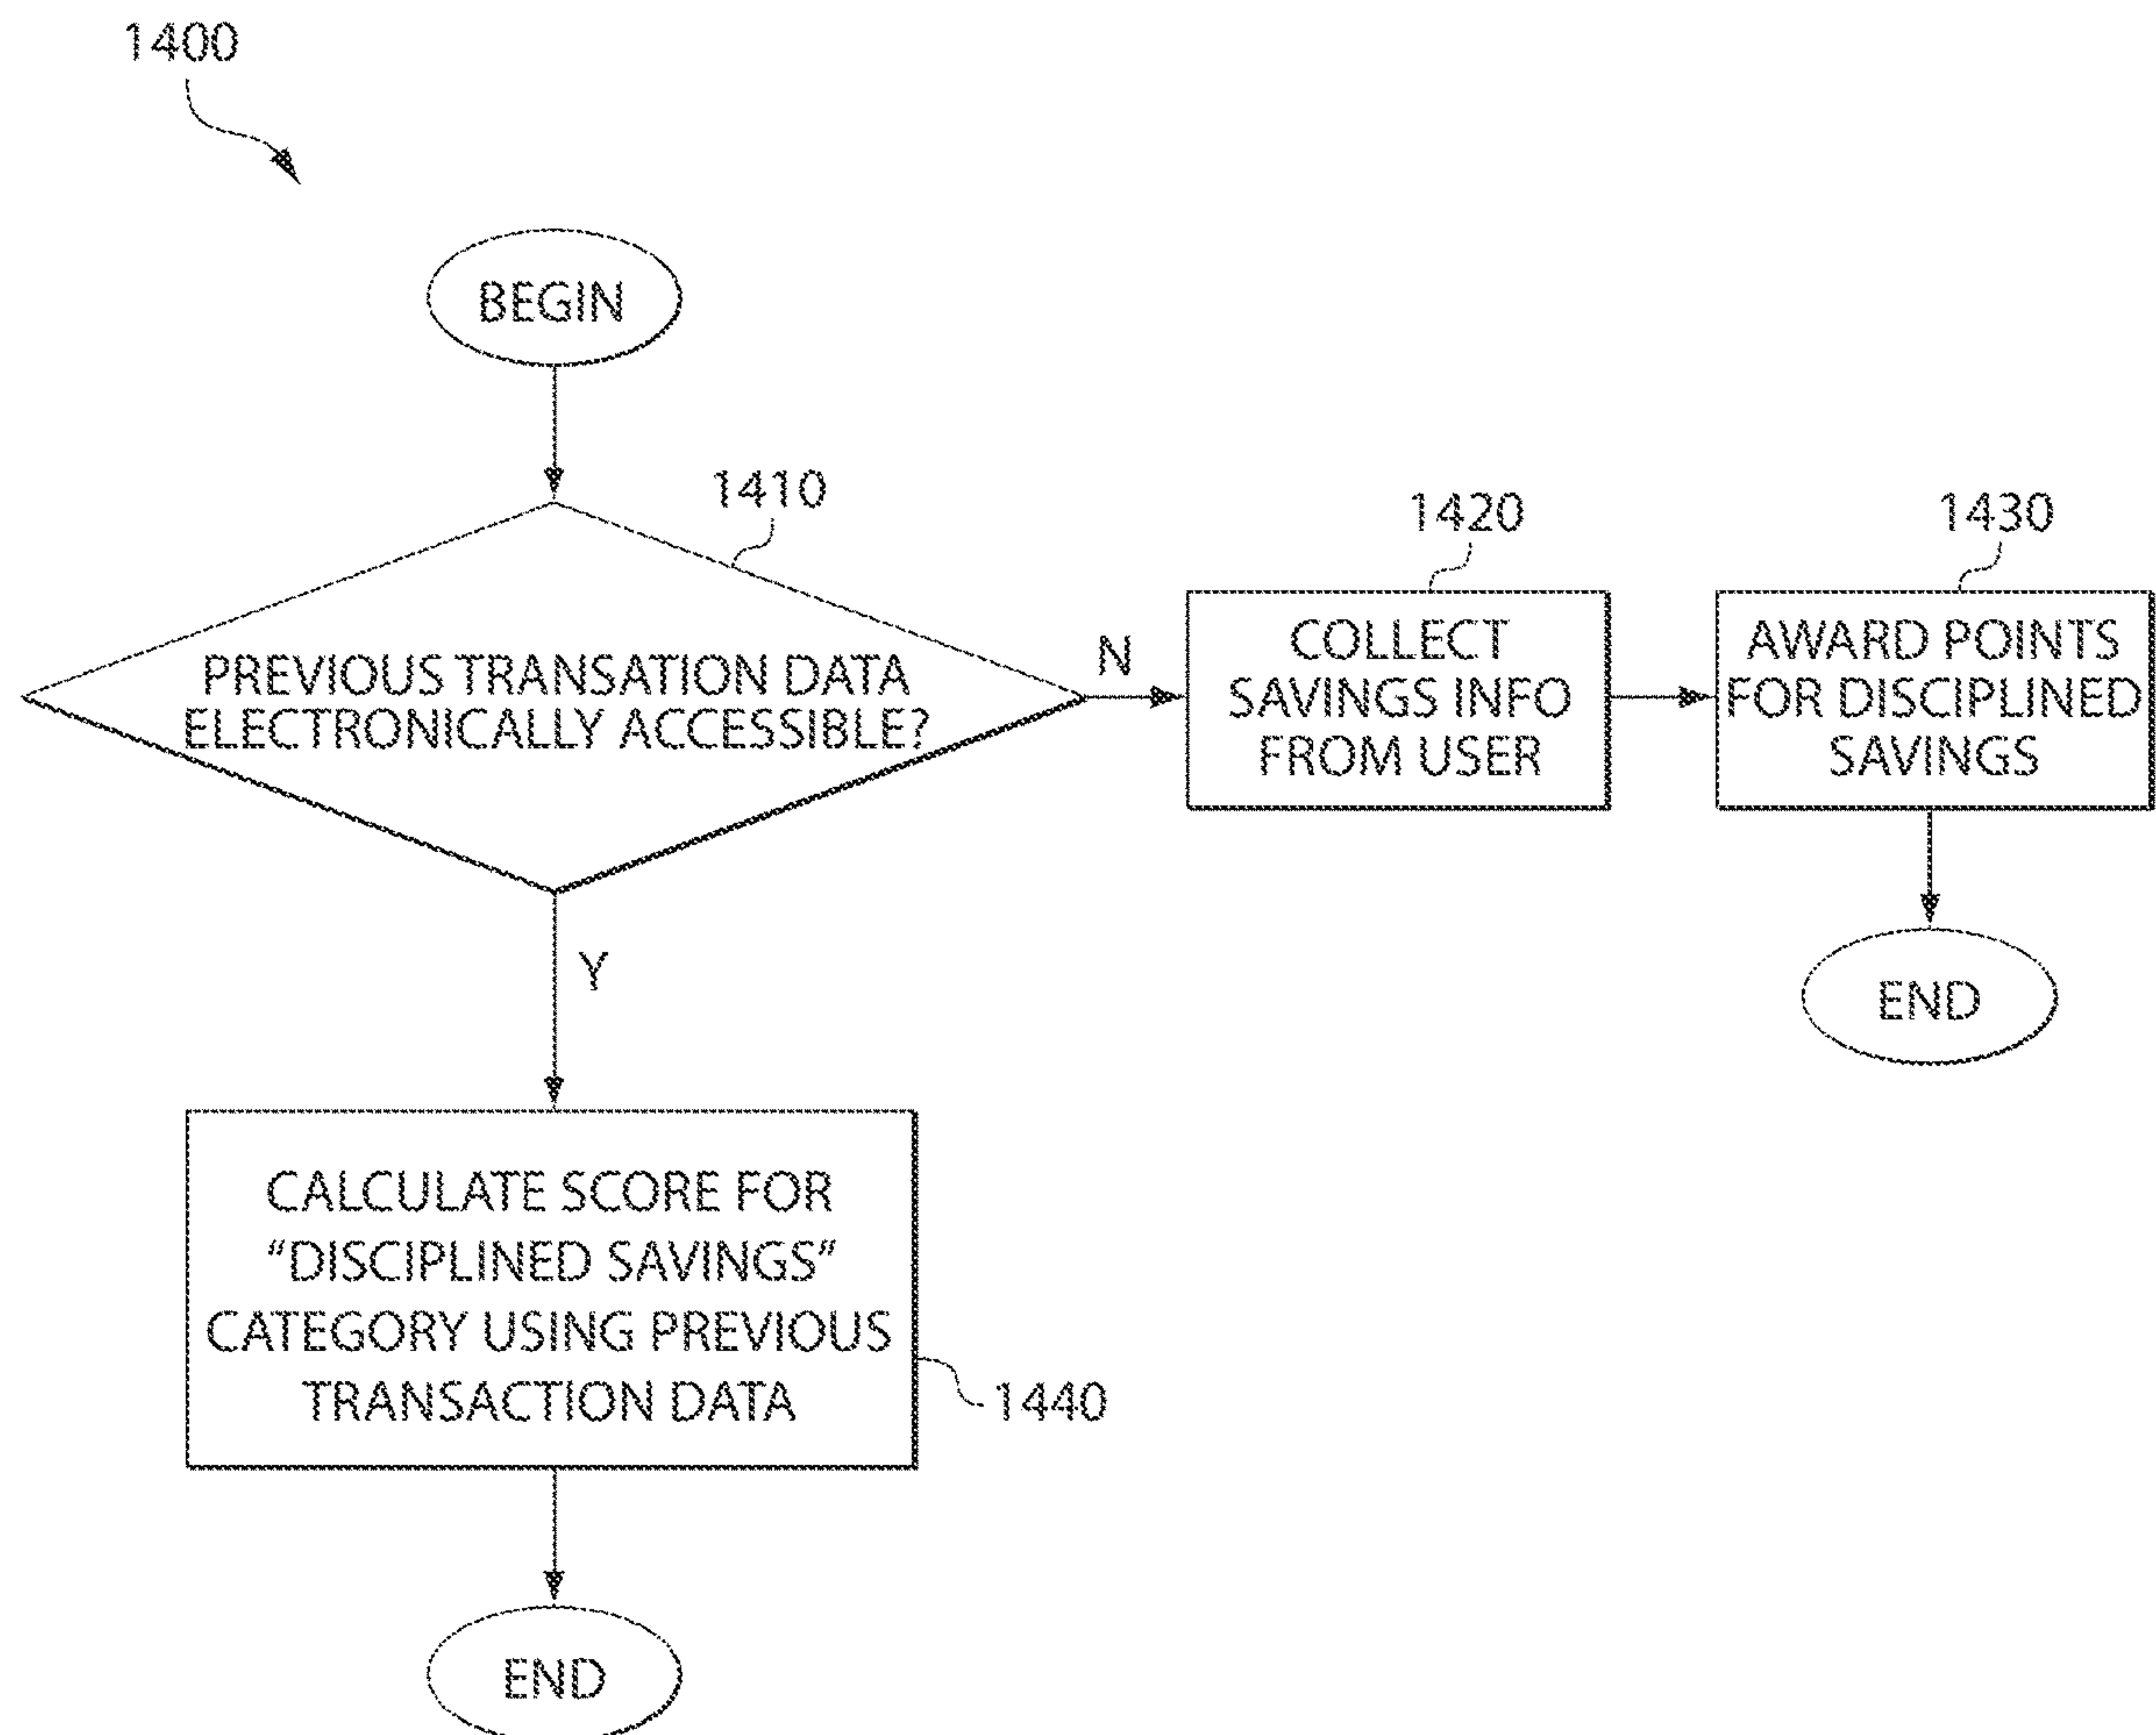 1400
BEGIN
1410
PREVIOUS TRANSATION DATA
ELECTRONICALLY ACCESSIBLE?
N
1420
COLLECT
SAVINGS INFO
FROM USER
1430
AWARD POINTS
FOR DISCIPLINED
SAVINGS
END
Y
CALCULATE SCORE FOR
“DISCIPLINED SAVINGS”
CATEGORY USING PREVIOUS
TRANSACTION DATA
1440
END